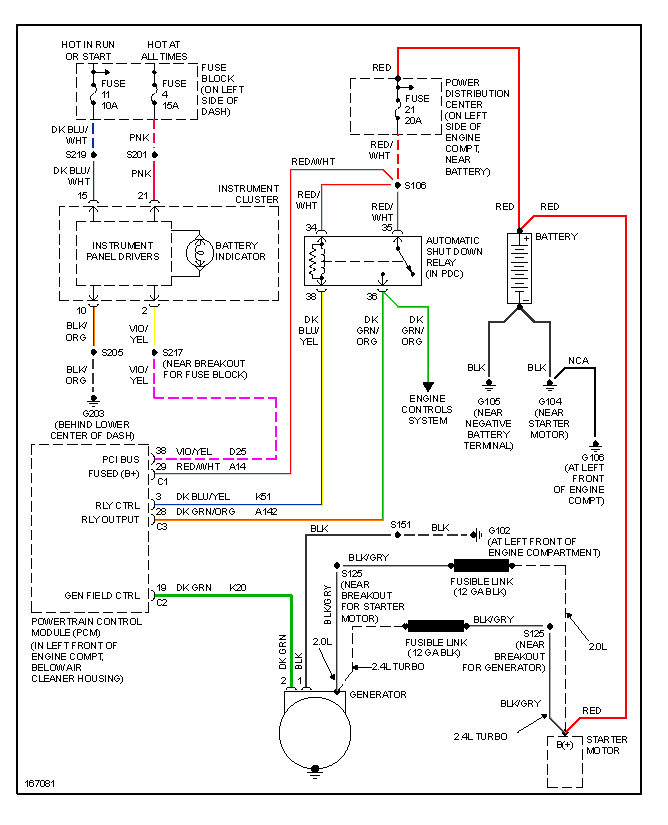 HOT IN RUN
OR START
HOT AT
ALL TIMES
FUSE
BLOCK
(ON LEFT
SIDE OF
DASH)
FUSE
11
10A
FUSE
4
15A
DK BLU/
WHT
PNK
S219
S201
DK BLU/
WHT
PNK
15
21
INSTRUMENT
CLUSTER
INSTRUMENT
PANEL DRIVERS
BATTERY
INDICATOR
10
2
BLK/
ORG
VIO/
YEL
S205
S217
(NEAR BREAKOUT
FOR FUSE BLOCK)
BLK/
ORG
VIO/
YEL
G203
(BEHIND LOWER
CENTER OF DASH)
RED
FUSE
21
20A
POWER
DISTRIBUTION
CENTER
(ON LEFT
SIDE OF
ENGINE
COMPT,
NEAR
BATTERY)
RED/
WHT
RED/WHT
S106
RED/
WHT
RED/
WHT
34
35
AUTOMATIC
SHUT DOWN
RELAY
(IN PDC)
38
36
DK
BLU/
YEL
DK
GRN/
ORG
DK
GRN/
ORG
ENGINE
CONTROLS
SYSTEM
RED
RED
BATTERY
+
-
BLK
BLK
NCA
G105
(NEAR
NEGATIVE
BATTERY
TERMINAL)
G104
(NEAR
STARTER
MOTOR)
G106
(AT LEFT
FRONT
OF ENGINE
COMPT)
PCI BUS
38 VIO/YEL D25
FUSED (B+)
29 RED/WHT A14
C1
RLY CTRL
3 DK BLU/YEL K51
RLY OUTPUT
28 DK GRN/ORG A142
C3
GEN FIELD CTRL
19 DK GRN K20
C2
POWERTRAIN CONTROL
MODULE (PCM)
(IN LEFT FRONT OF
ENGINE COMPT,
BELOW AIR
CLEANER HOUSING)
BLK
S151
BLK
G102
(AT LEFT FRONT OF
ENGINE COMPARTMENT)
BLK/GRY
S125
(NEAR
BREAKOUT
FOR STARTER
MOTOR)
FUSIBLE LINK
(12 GA BLK)
BLK/GRY
2.0L
BLK/GRY
FUSIBLE LINK
(12 GA BLK)
S125
(NEAR
BREAKOUT
FOR GENERATOR)
2.0L
2.4L TURBO
DK GRN
BLK
2
1
GENERATOR
BLK/GRY
2.4L TURBO
RED
B(+)
STARTER
MOTOR
167081